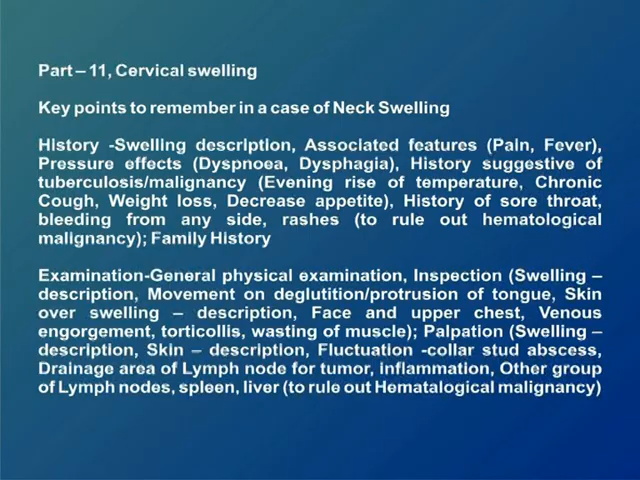 Part – 11, Cervical swelling
Key points to remember in a case of Neck Swelling
History -Swelling description, Associated features (Pain, Fever),
Pressure effects (Dyspnoea, Dysphagia), History suggestive of
tuberculosis/malignancy (Evening rise of temperature, Chronic
Cough, Weight loss, Decrease appetite), History of sore throat,
bleeding from any side, rashes (to rule out hematological
malignancy); Family History
Examination-General physical examination, Inspection (Swelling –
description, Movement on deglutition/protrusion of tongue, Skin
over swelling – description, Face and upper chest, Venous
engorgement, torticollis, wasting of muscle); Palpation (Swelling –
description, Skin – description, Fluctuation -collar stud abscess,
Drainage area of Lymph node for tumor, inflammation, Other group
of Lymph nodes, spleen, liver (to rule out Hematalogical malignancy)